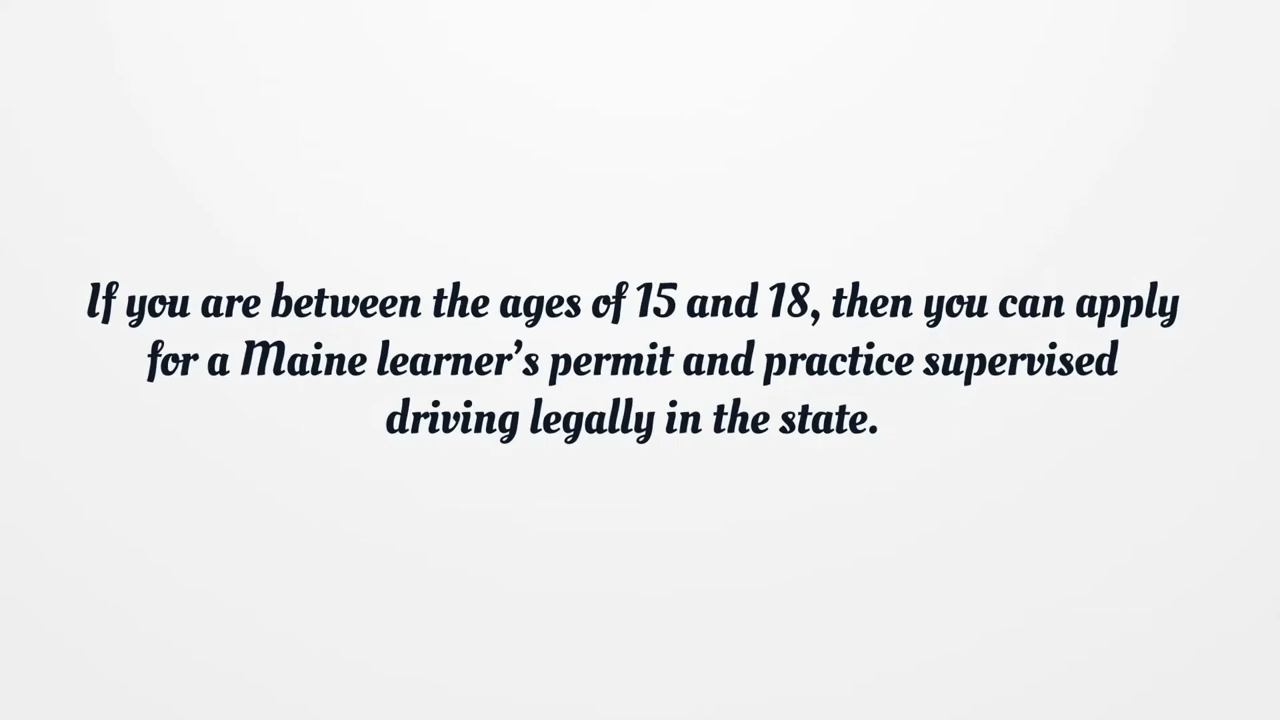 If you are between the ages of 15 and 18, then you can apply
for a Maine learner’s permit and practice supervised
driving legally in the state.